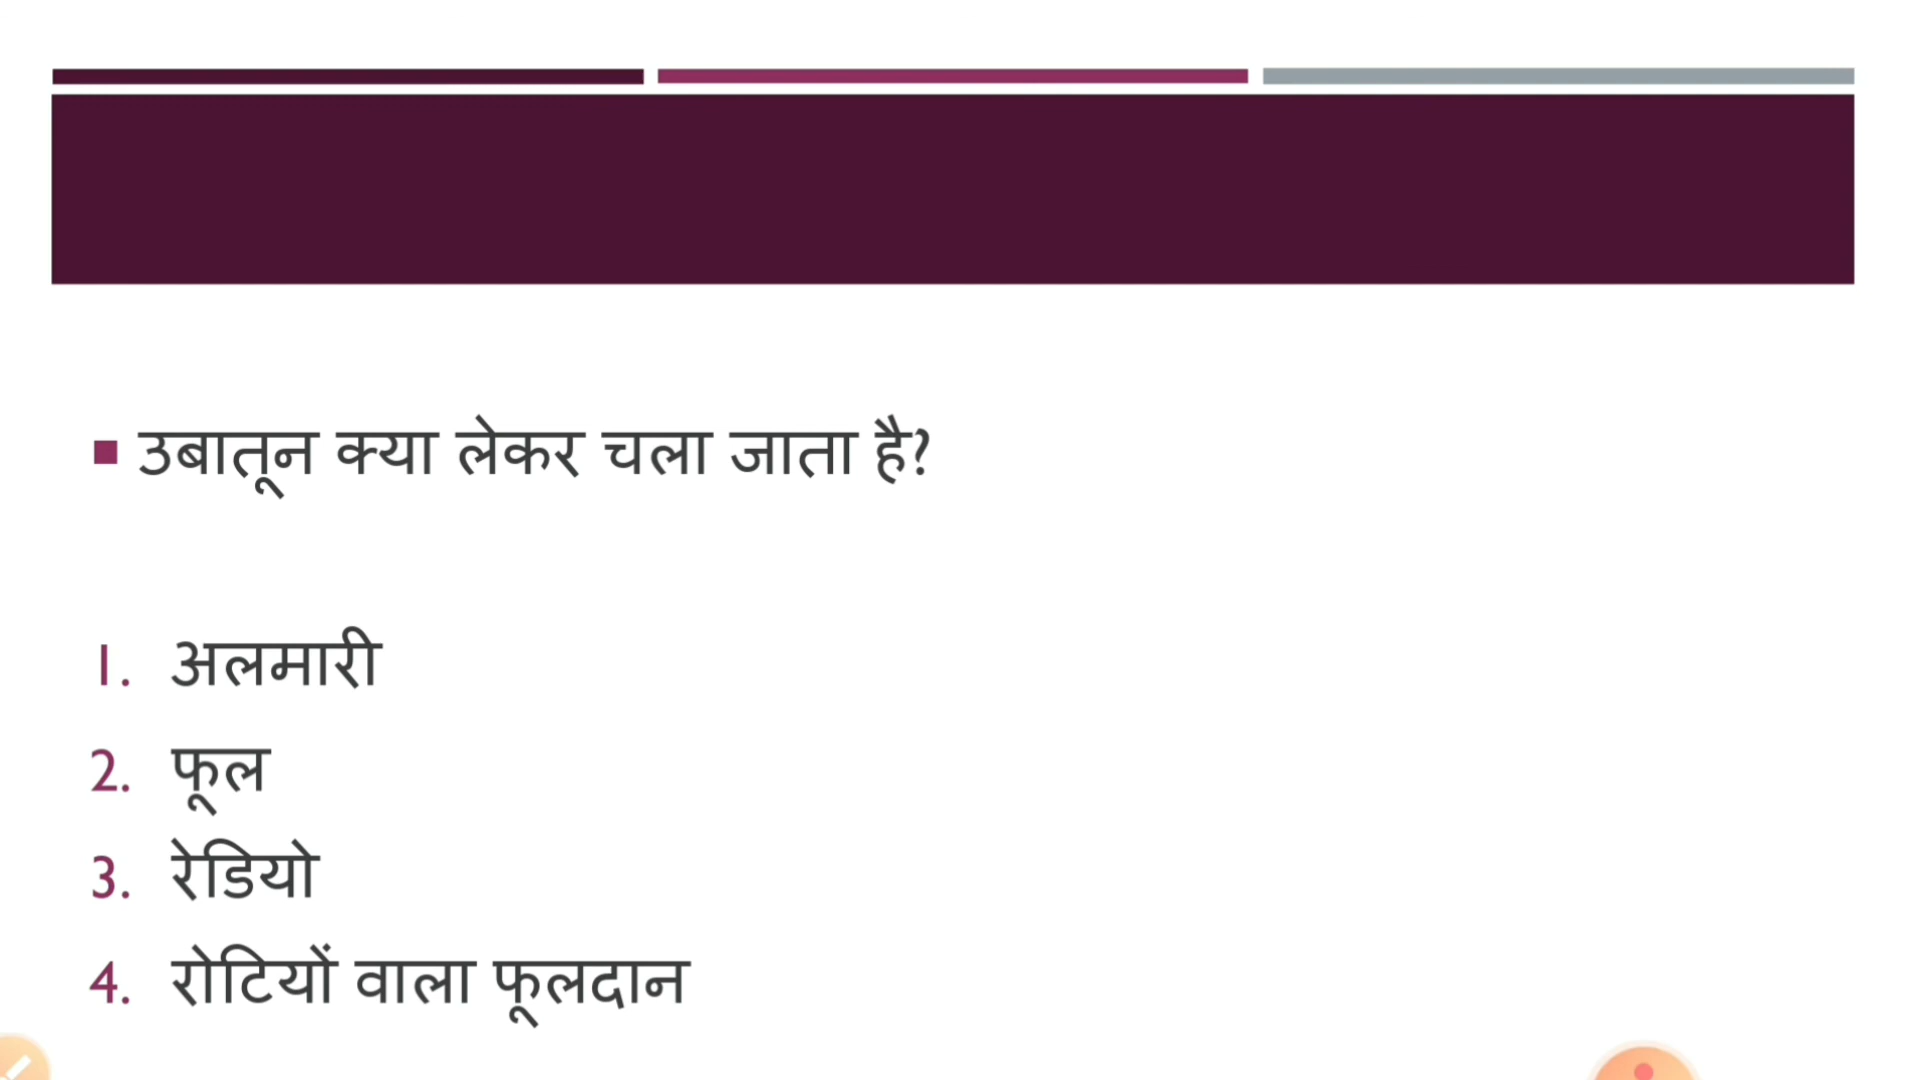 ▪ उबातून क्या लेकर चला जाता है?
1. अलमारी
2. फूल
3. रेडियो
4. रोटियों वाला फूलदान